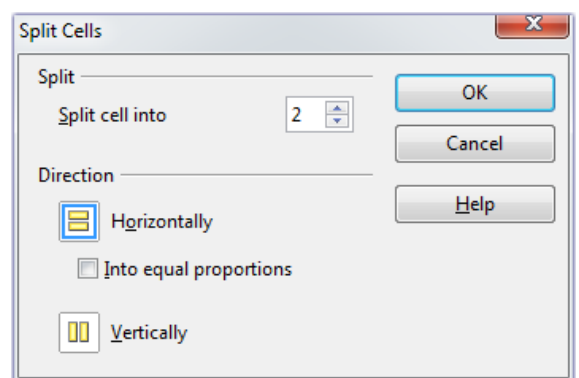 Split Cells
Split
Split cell into
2
OK
Cancel
Direction
Help
Horizontally
Into equal proportions
Vertically